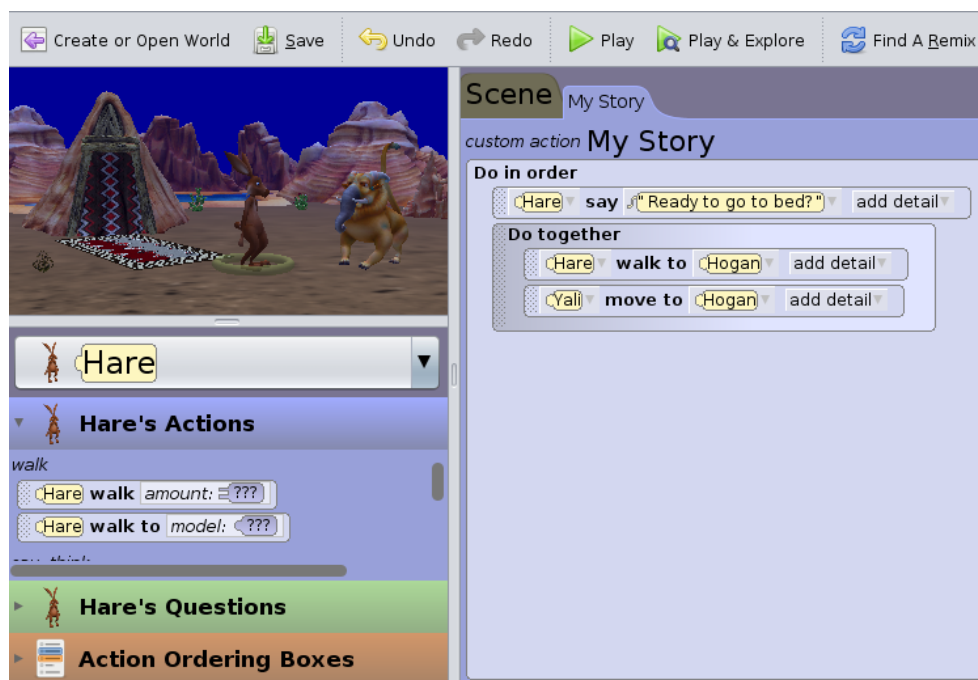 Create or Open World Save Undo Redo Play Play & Explore Find A Remix
Scene My Story
custom action My Story
Do in order
Hare say "Ready to go to bed?" add detail
Do together
Hare walk to Hogan add detail
Yali move to Hogan add detail
Hare
Hare's Actions
walk
Hare walk amount: ???
Hare walk to model: ???
Hare's Questions
Action Ordering Boxes